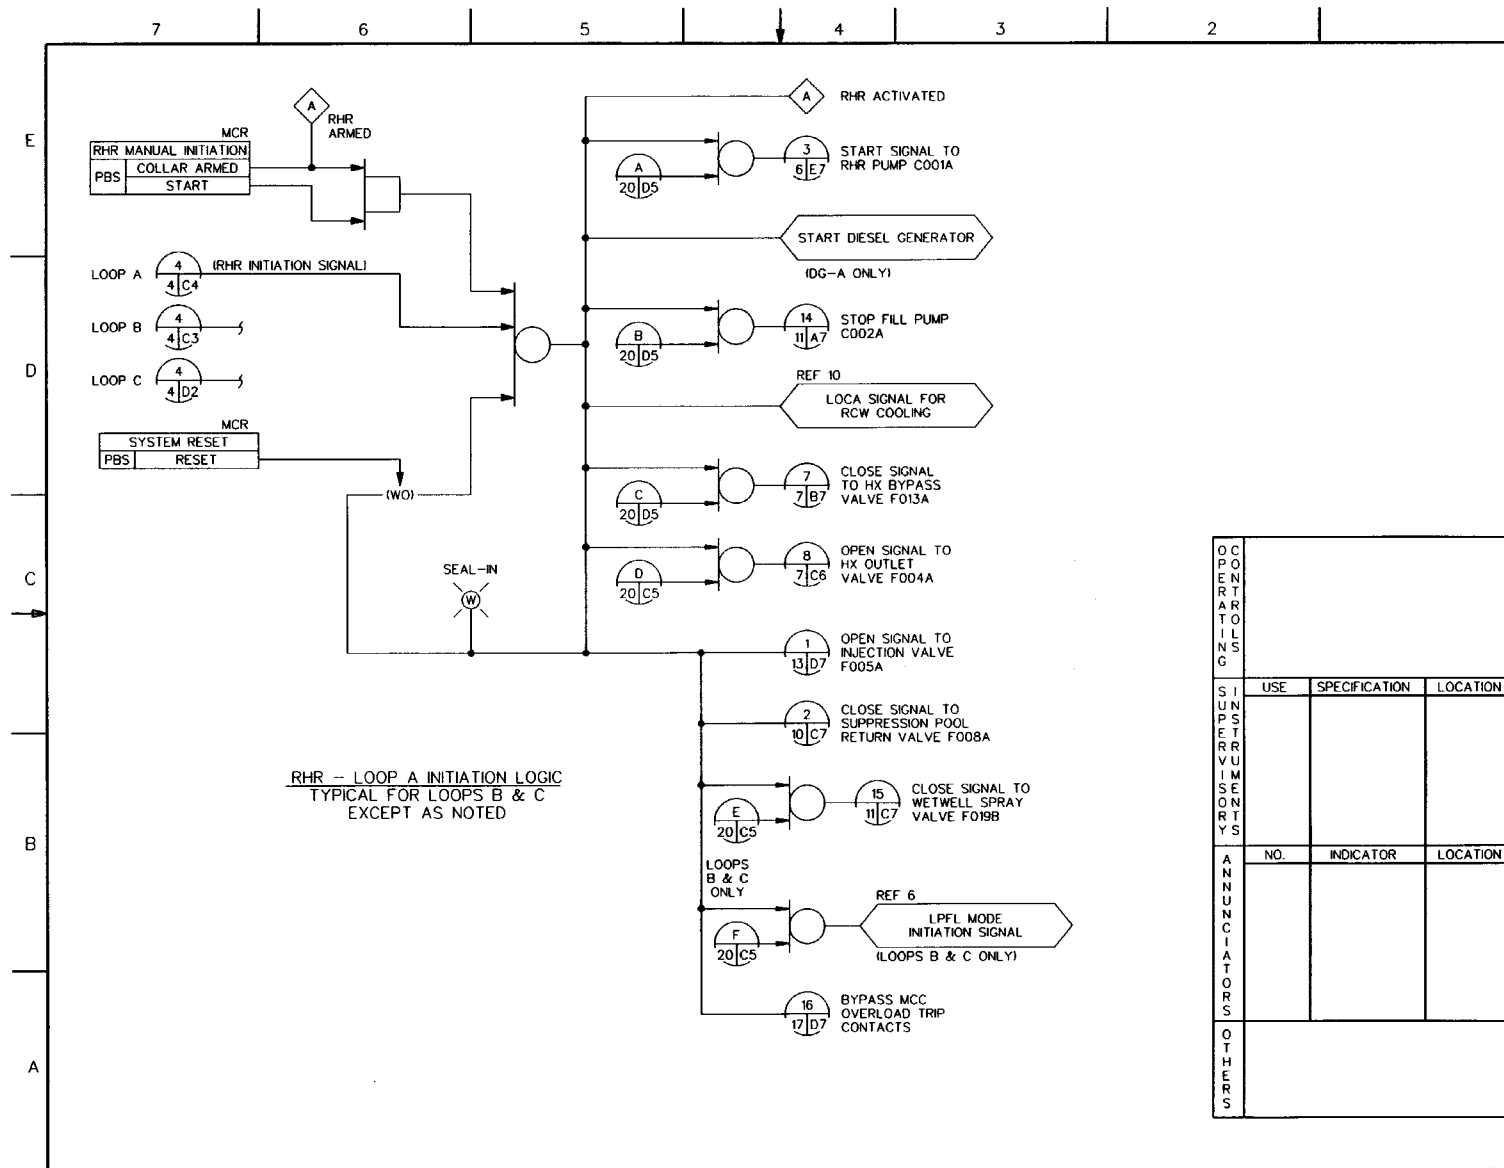 7 6 5 4 3 2
E
D
C
B
A
A
RHR
ARMED
MCR
RHR MANUAL INITIATION
PBS COLLAR ARMED
START
LOOP A 4 (RHR INITIATION SIGNAL)
4 C4
LOOP B 4
4 C3
LOOP C 4
4 D2
MCR
SYSTEM RESET
PBS RESET
(WO)
SEAL-IN
W
RHR - LOOP A INITIATION LOGIC
TYPICAL FOR LOOPS B & C
EXCEPT AS NOTED
A RHR ACTIVATED
A
20 D5
3
6 E7
START SIGNAL TO
RHR PUMP C001A
START DIESEL GENERATOR
(DG-A ONLY)
B
20 D5
14
11 A7
STOP FILL PUMP
C002A
REF 10
LOCA SIGNAL FOR
RCW COOLING
C
20 D5
7
7 B7
CLOSE SIGNAL
TO HX BYPASS
VALVE F013A
D
20 C5
8
7 C6
OPEN SIGNAL TO
HX OUTLET
VALVE F004A
1
13 D7
OPEN SIGNAL TO
INJECTION VALVE
F005A
2
10 C7
CLOSE SIGNAL TO
SUPPRESSION POOL
RETURN VALVE F008A
E
20 C5
15
11 C7
CLOSE SIGNAL TO
WETWELL SPRAY
VALVE F019B
LOOPS
B & C
ONLY
F
20 C5
REF 6
LPFL MODE
INITIATION SIGNAL
(LOOPS B & C ONLY)
16
17 D7
BYPASS MCC
OVERLOAD TRIP
CONTACTS
OPERATING
CONTROLS
SUPERVISORY
INSTRUMENTS
USE SPECIFICATION LOCATION
ANNUNCIATORS
NO. INDICATOR LOCATION
OTHERS